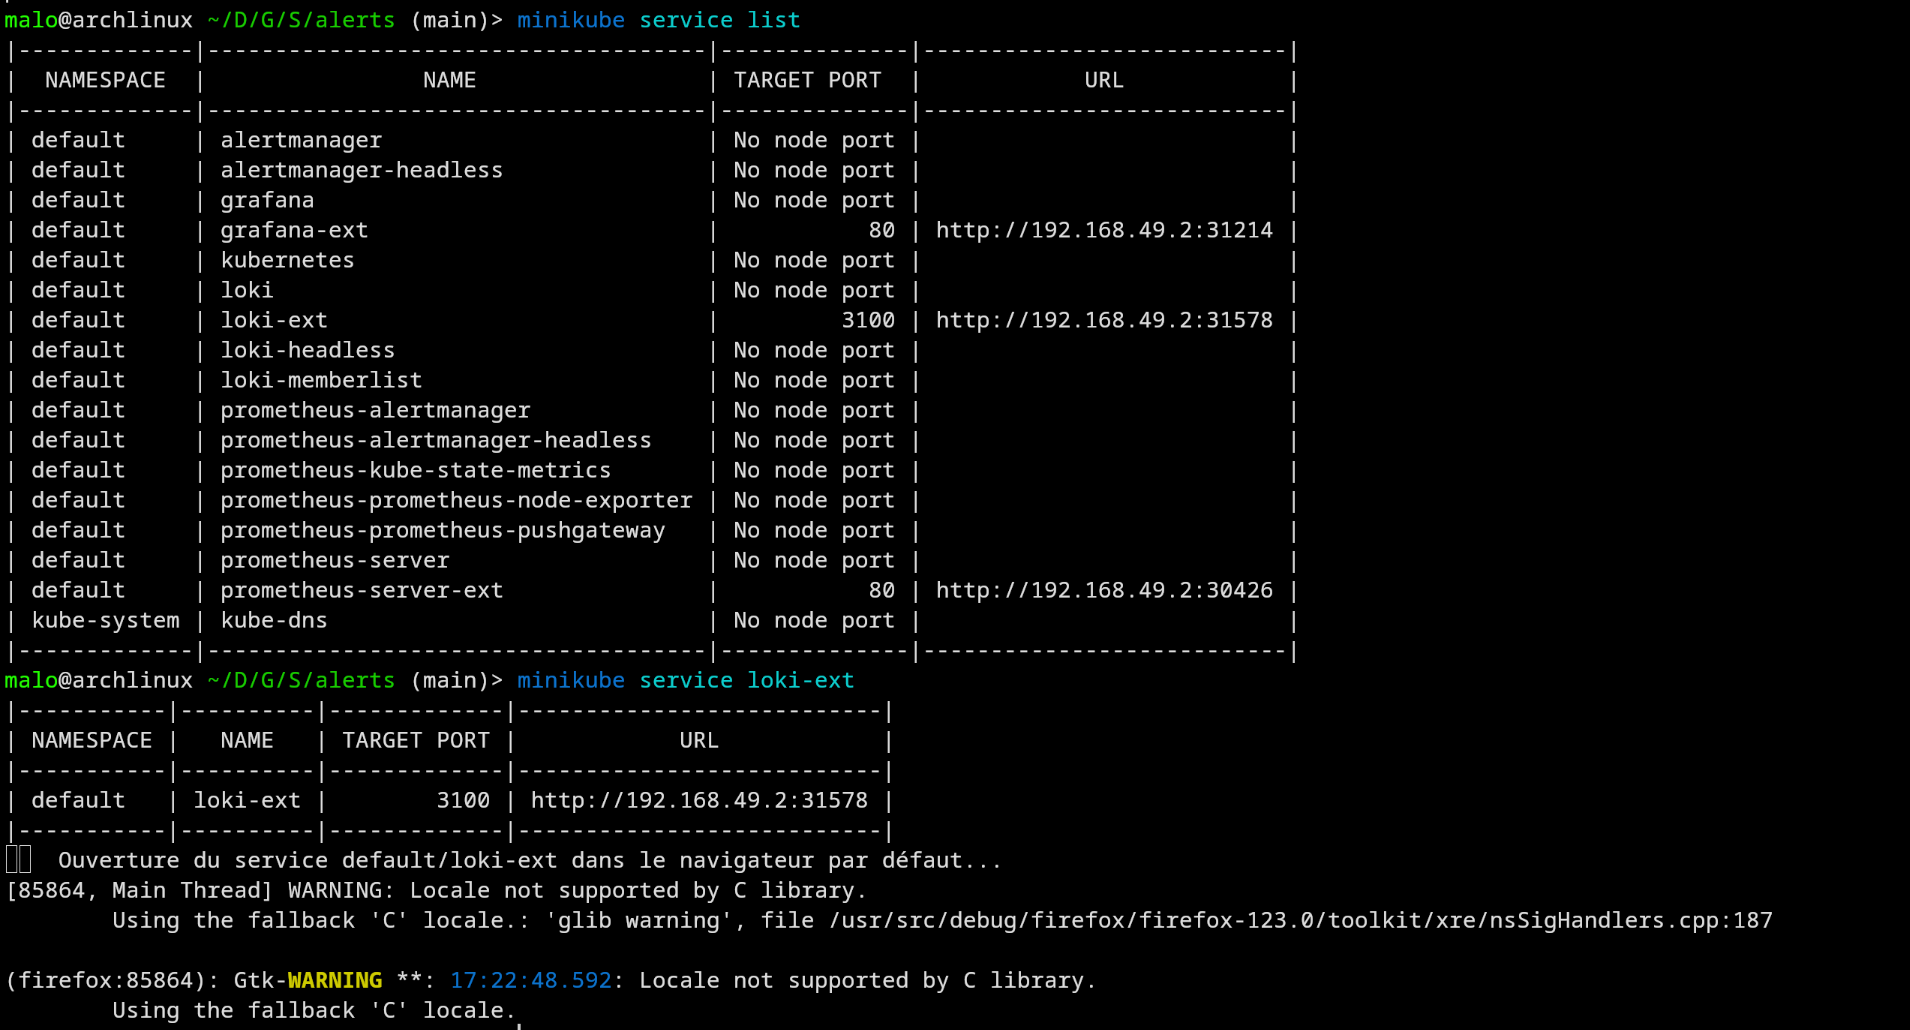 malo@archlinux ~/D/G/S/alerts (main)> minikube service list
|-------------|-------------------------------------|--------------|---------------------------|
| NAMESPACE | NAME | TARGET PORT | URL |
|-------------|-------------------------------------|--------------|---------------------------|
| default | alertmanager | No node port | |
| default | alertmanager-headless | No node port | |
| default | grafana | No node port | |
| default | grafana-ext | 80 | http://192.168.49.2:31214 |
| default | kubernetes | No node port | |
| default | loki | No node port | |
| default | loki-ext | 3100 | http://192.168.49.2:31578 |
| default | loki-headless | No node port | |
| default | loki-memberlist | No node port | |
| default | prometheus-alertmanager | No node port | |
| default | prometheus-alertmanager-headless | No node port | |
| default | prometheus-kube-state-metrics | No node port | |
| default | prometheus-prometheus-node-exporter | No node port | |
| default | prometheus-prometheus-pushgateway | No node port | |
| default | prometheus-server | No node port | |
| default | prometheus-server-ext | 80 | http://192.168.49.2:30426 |
| kube-system | kube-dns | No node port | |
|-------------|-------------------------------------|--------------|---------------------------|
malo@archlinux ~/D/G/S/alerts (main)> minikube service loki-ext
|-----------|----------|-------------|---------------------------|
| NAMESPACE | NAME | TARGET PORT | URL |
|-----------|----------|-------------|---------------------------|
| default | loki-ext | 3100 | http://192.168.49.2:31578 |
|-----------|----------|-------------|---------------------------|
Ouverture du service default/loki-ext dans le navigateur par défaut...
[85864, Main Thread] WARNING: Locale not supported by C library.
Using the fallback 'C' locale.: 'glib warning', file /usr/src/debug/firefox/firefox-123.0/toolkit/xre/nsSigHandlers.cpp:187
(firefox:85864): Gtk-WARNING **: 17:22:48.592: Locale not supported by C library.
Using the fallback 'C' locale.